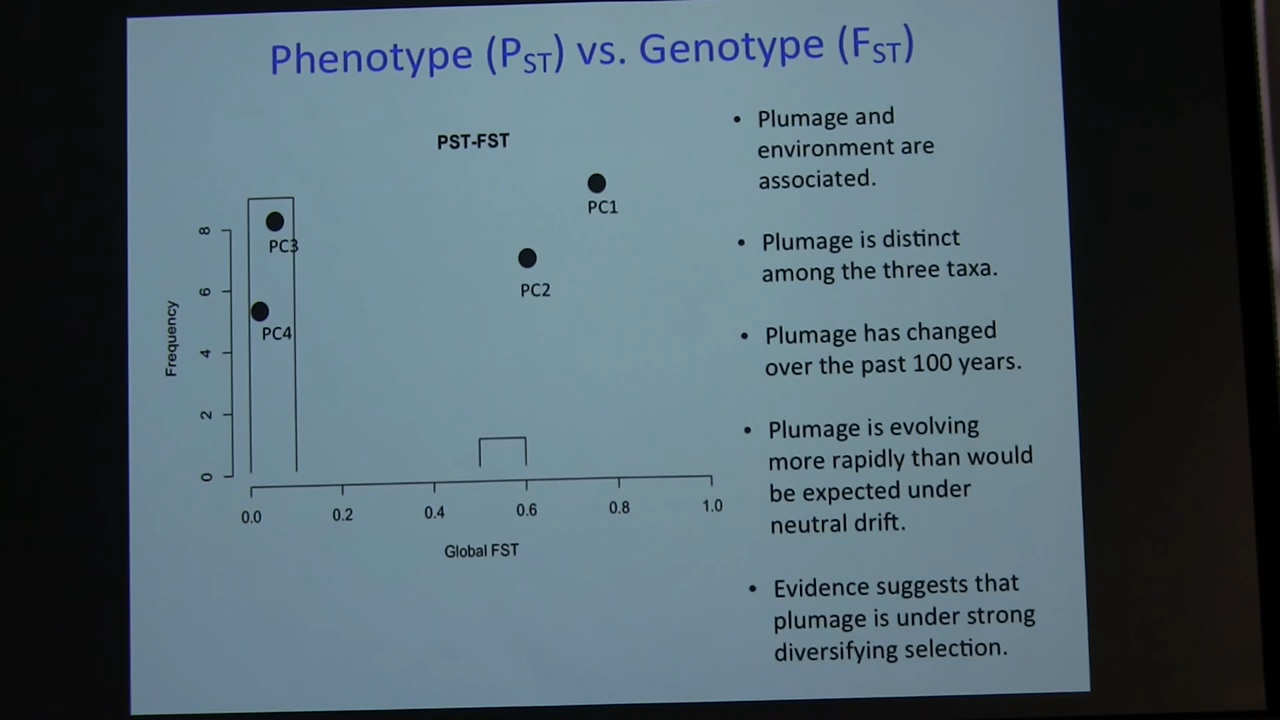 Phenotype (PST) vs. Genotype (FST)
PST-FST
PC1
PC3
PC2
PC4
Frequency
8
6
4
2
0
0.0 0.2 0.4 0.6 0.8 1.0
Global FST
• Plumage and
environment are
associated.
• Plumage is distinct
among the three taxa.
• Plumage has changed
over the past 100 years.
• Plumage is evolving
more rapidly than would
be expected under
neutral drift.
• Evidence suggests that
plumage is under strong
diversifying selection.